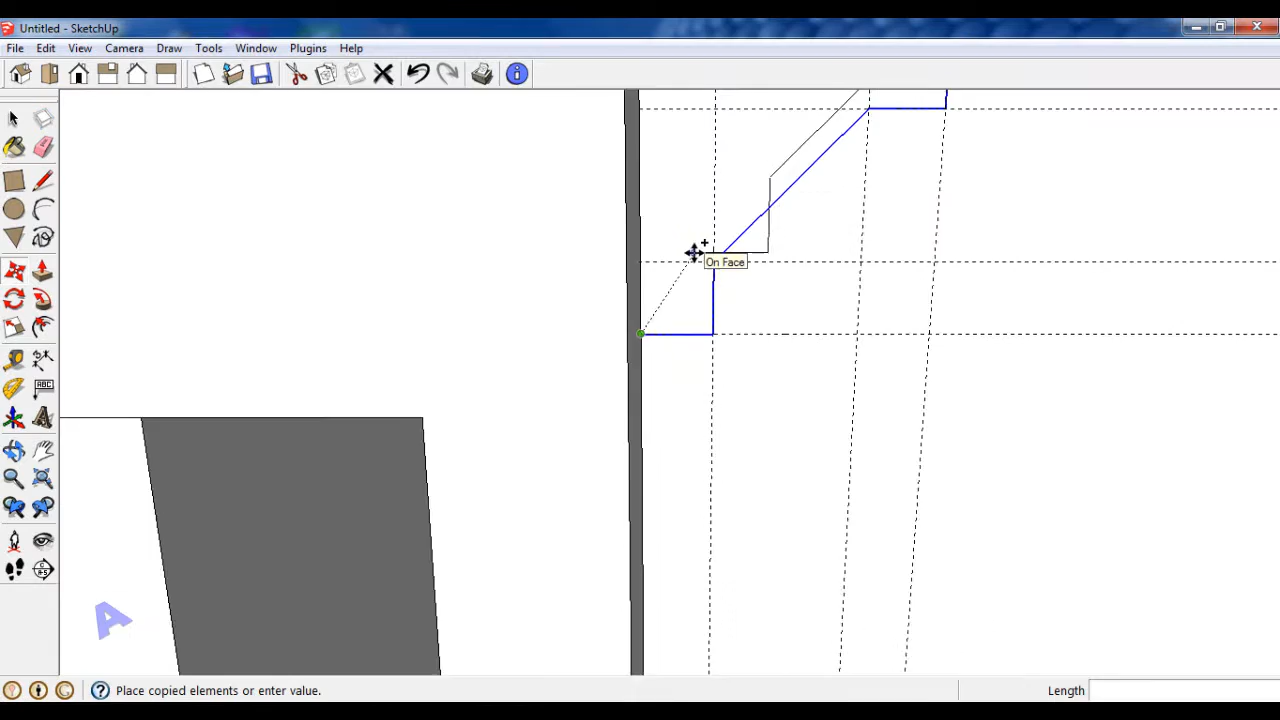 Untitled - SketchUp
File Edit View Camera Draw Tools Window Plugins Help
On Face
ABC
A
Place copied elements or enter value.
Length